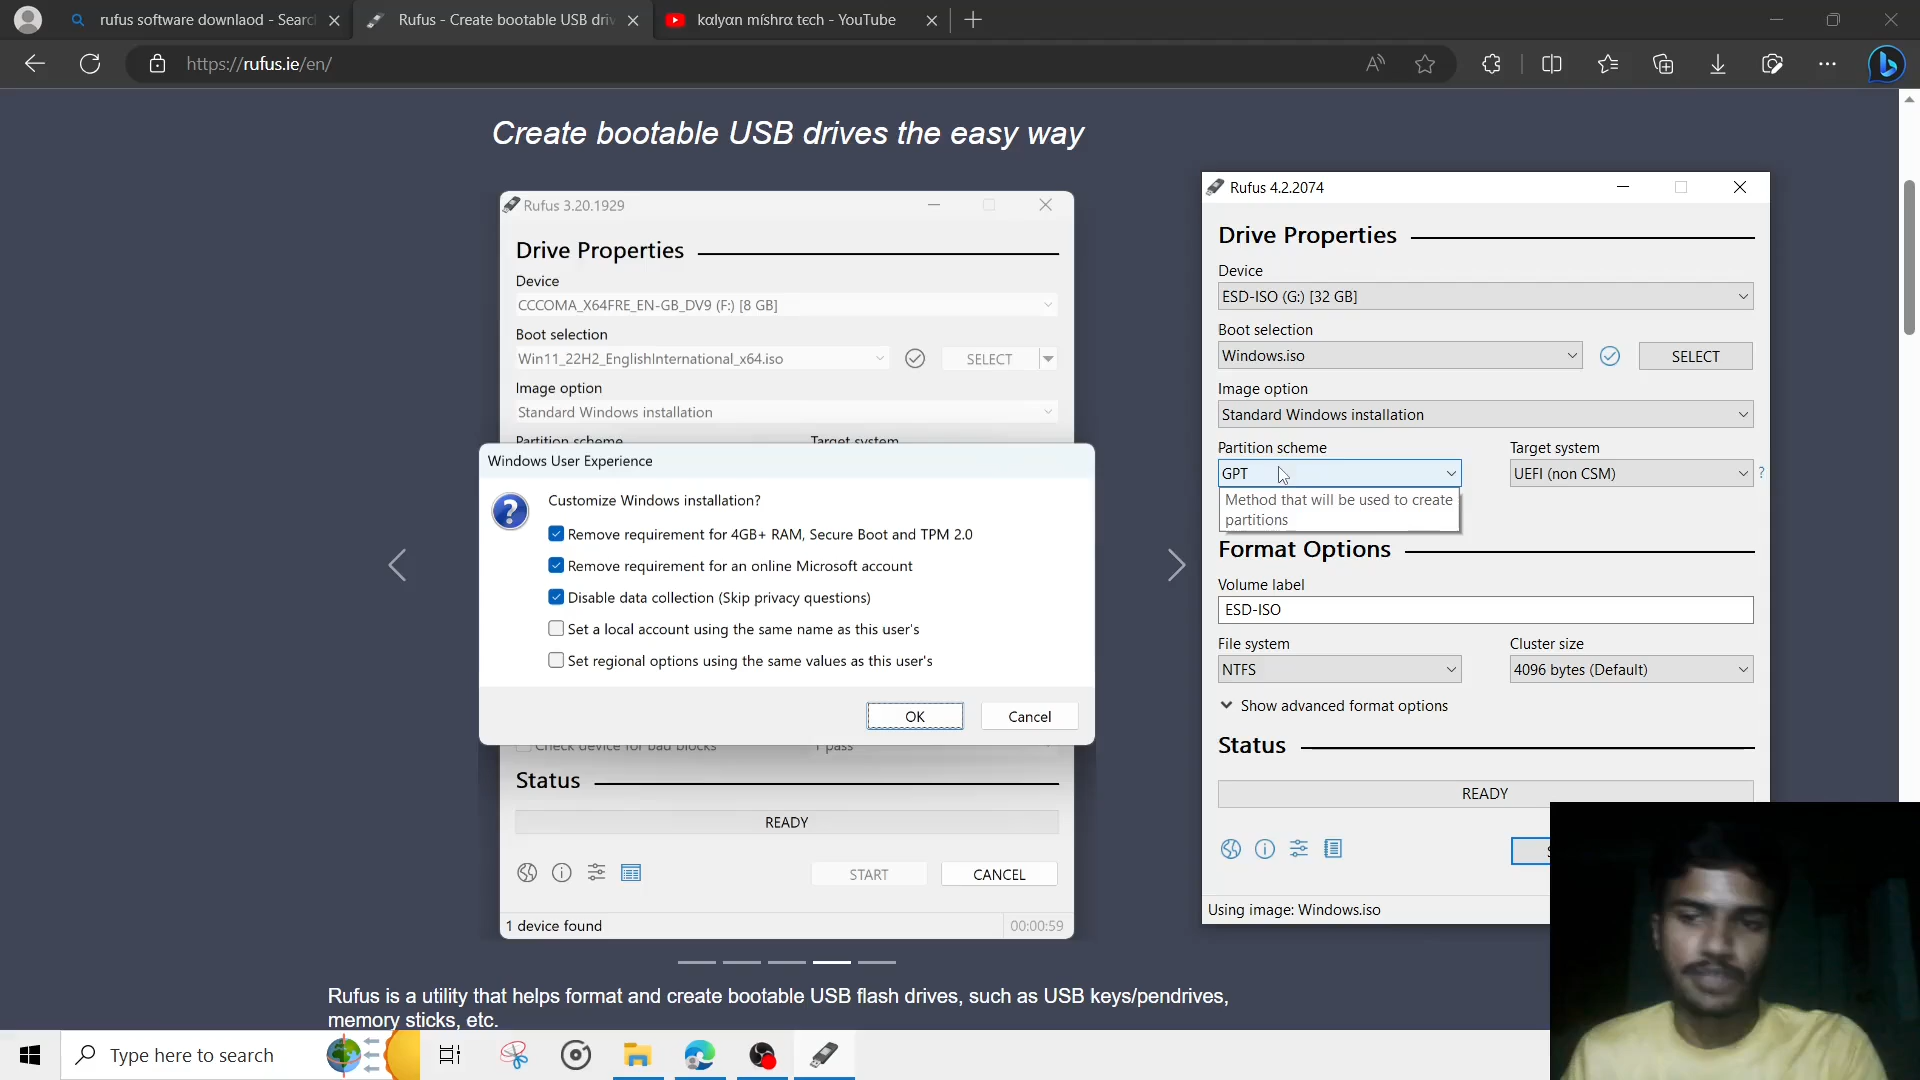 rufus software downlaod - Searc
Rufus - Create bootable USB driv
kalyan míshra tєch - YouTube
https://rufus.ie/en/
Create bootable USB drives the easy way
Rufus 3.20.1929
Drive Properties
Device
CCCOMA_X64FRE_EN-GB_DV9 (F:) [8 GB]
Boot selection
Win11_22H2_EnglishInternational_x64.iso
SELECT
Image option
Standard Windows installation
Partition scheme
Target system
Windows User Experience
Customize Windows installation?
Remove requirement for 4GB+ RAM, Secure Boot and TPM 2.0
Remove requirement for an online Microsoft account
Disable data collection (Skip privacy questions)
Set a local account using the same name as this user's
Set regional options using the same values as this user's
OK
Cancel
Check device for bad blocks
1 pass
Status
READY
START
CANCEL
1 device found
00:00:59
Rufus 4.2.2074
Drive Properties
Device
ESD-ISO (G:) [32 GB]
Boot selection
Windows.iso
SELECT
Image option
Standard Windows installation
Partition scheme
Target system
GPT
UEFI (non CSM)
?
Method that will be used to create
partitions
Format Options
Volume label
ESD-ISO
File system
Cluster size
NTFS
4096 bytes (Default)
Show advanced format options
Status
READY
Using image: Windows.iso
Rufus is a utility that helps format and create bootable USB flash drives, such as USB keys/pendrives,
memory sticks, etc.
Type here to search